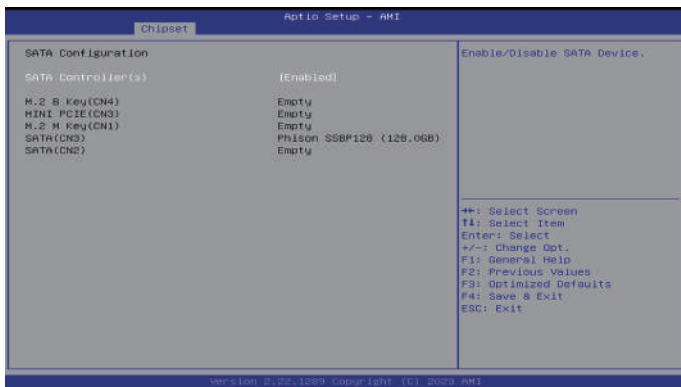 Aptio Setup - AMI
Chipset
SATA Configuration
SATA Controller(s) [Enabled]
M.2 B Key(CN4) Empty
MINI PCIE(CN3) Empty
M.2 M Key(CN1) Empty
SATA(CN3) Phison SSBP128 (128.0GB)
SATA(CN2) Empty
Enable/Disable SATA Device.
→←: Select Screen
↑↓: Select Item
Enter: Select
+/-: Change Opt.
F1: General Help
F2: Previous Values
F3: Optimized Defaults
F4: Save & Exit
ESC: Exit
Version 2.22.1289 Copyright (C) 2023 AMI